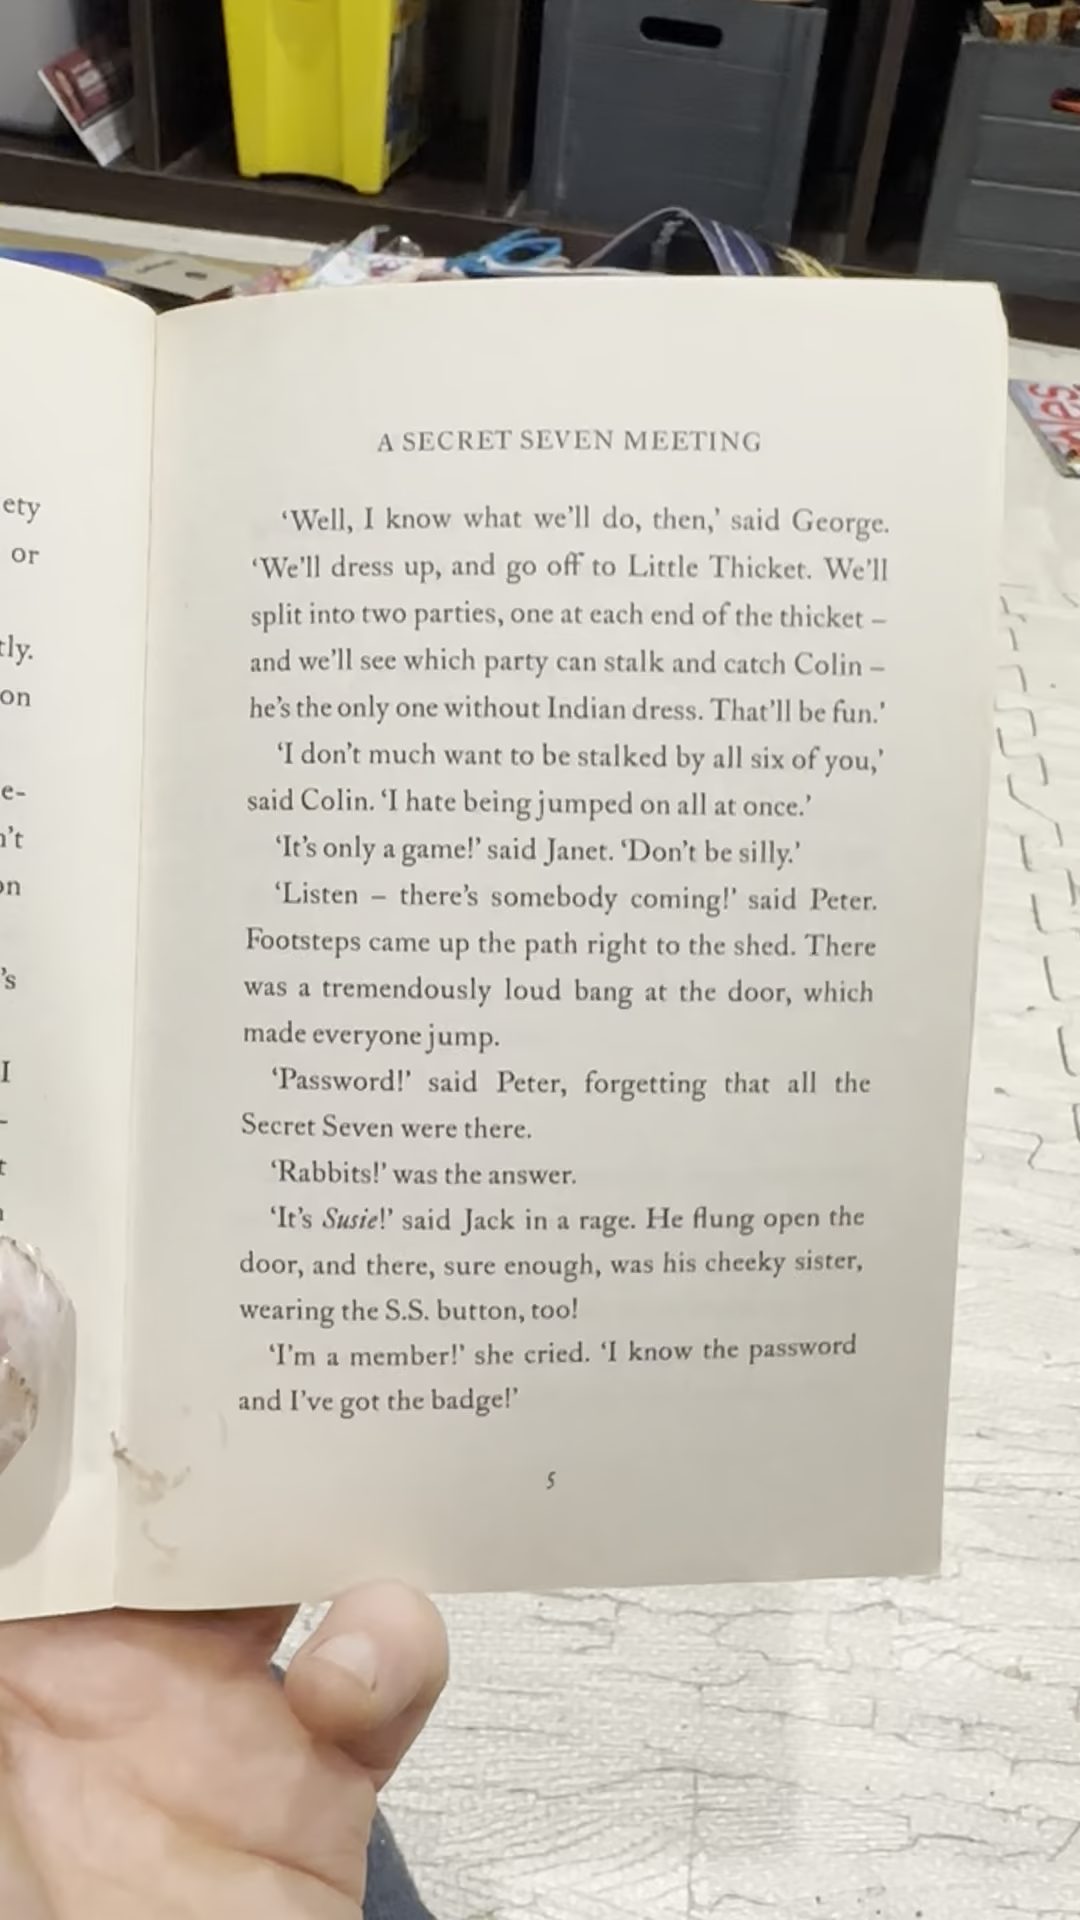 ety
or
tly.
on
e-
n't
on
's
I
-
t
A SECRET SEVEN MEETING
‘Well, I know what we’ll do, then,’ said George.
‘We’ll dress up, and go off to Little Thicket. We’ll
split into two parties, one at each end of the thicket –
and we’ll see which party can stalk and catch Colin –
he’s the only one without Indian dress. That’ll be fun.’
‘I don’t much want to be stalked by all six of you,’
said Colin. ‘I hate being jumped on all at once.’
‘It’s only a game!’ said Janet. ‘Don’t be silly.’
‘Listen – there’s somebody coming!’ said Peter.
Footsteps came up the path right to the shed. There
was a tremendously loud bang at the door, which
made everyone jump.
‘Password!’ said Peter, forgetting that all the
Secret Seven were there.
‘Rabbits!’ was the answer.
‘It’s Susie!’ said Jack in a rage. He flung open the
door, and there, sure enough, was his cheeky sister,
wearing the S.S. button, too!
‘I’m a member!’ she cried. ‘I know the password
and I’ve got the badge!’
5